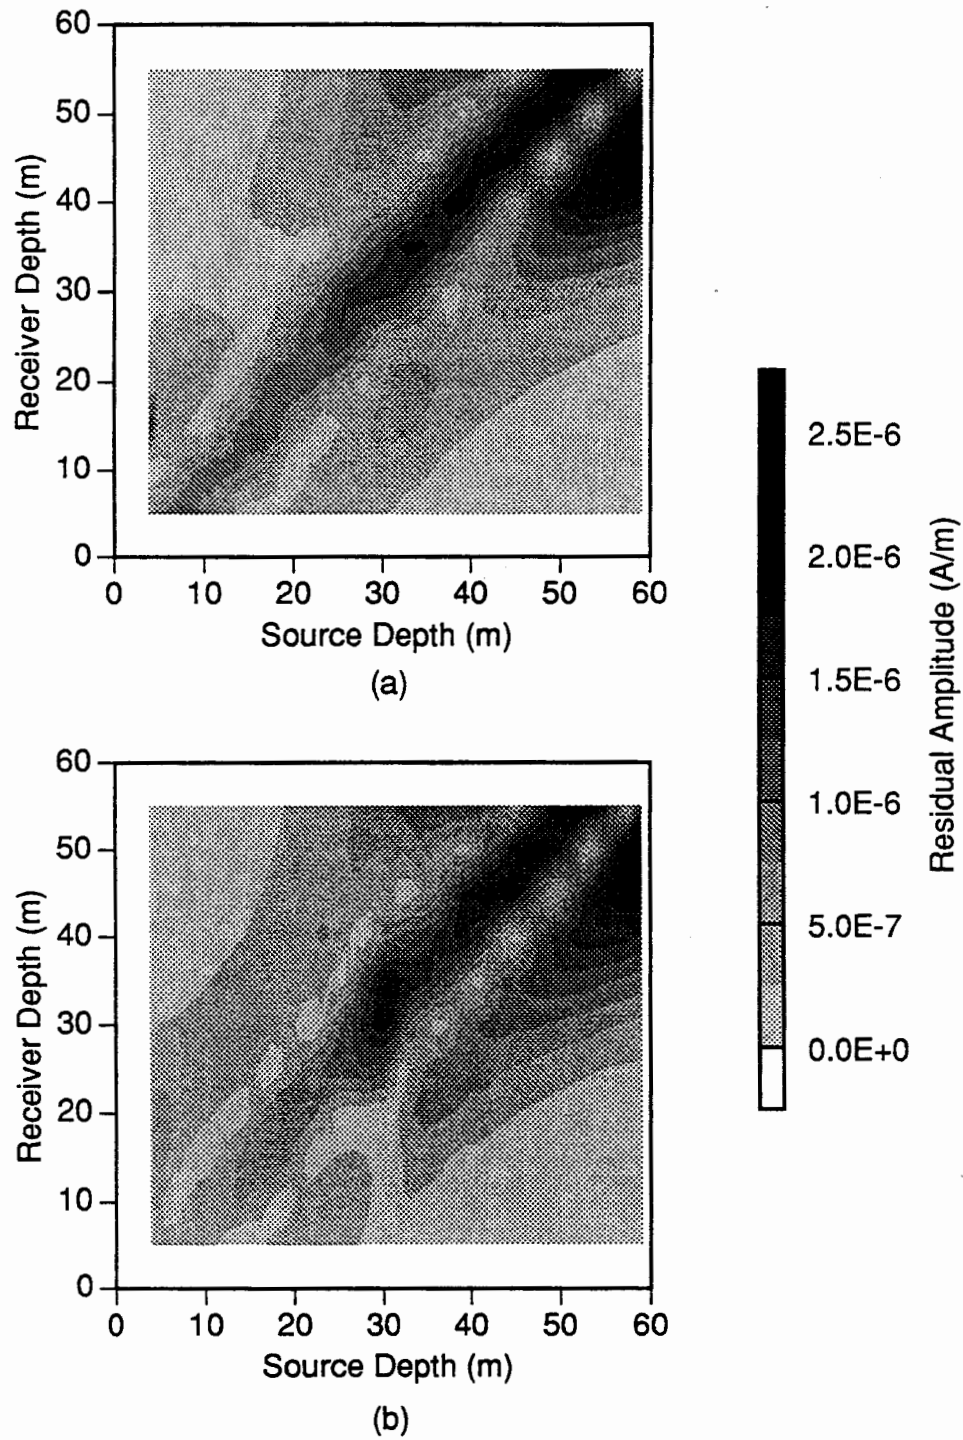 60
50
40
30
20
10
0
Receiver Depth (m)
0 10 20 30 40 50 60
Source Depth (m)
(a)
60
50
40
30
20
10
0
Receiver Depth (m)
0 10 20 30 40 50 60
Source Depth (m)
(b)
2.5E-6
2.0E-6
1.5E-6
1.0E-6
5.0E-7
0.0E+0
Residual Amplitude (A/m)